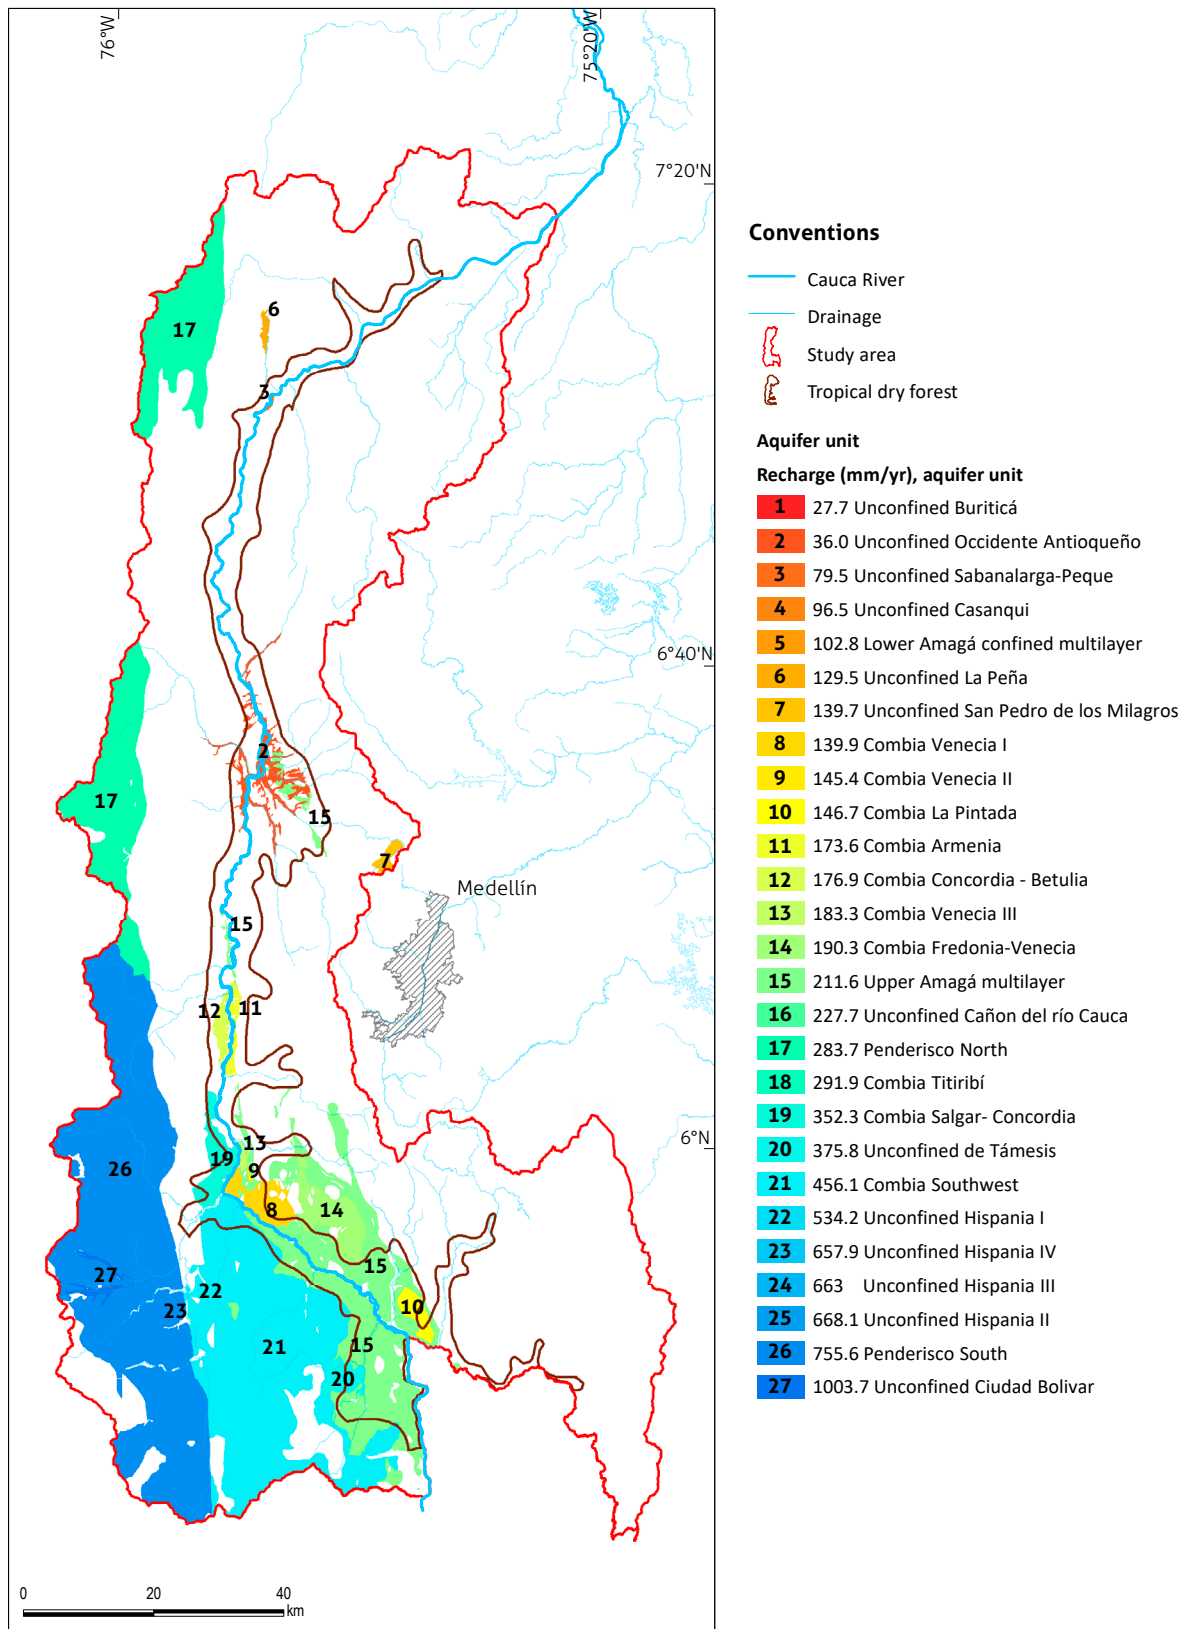 76°W
75°20'W
7°20'N
17
6
3
6°40'N
2
17
15
7
Medellín
15
12
11
6°N
13
19
9
26
8
14
15
27
22
23
10
21
15
20
0
20
40
km
Conventions
Cauca River
Drainage
Study area
Tropical dry forest
Aquifer unit
Recharge (mm/yr), aquifer unit
1 27.7 Unconfined Buriticá
2 36.0 Unconfined Occidente Antioqueño
3 79.5 Unconfined Sabanalarga-Peque
4 96.5 Unconfined Casanqui
5 102.8 Lower Amagá confined multilayer
6 129.5 Unconfined La Peña
7 139.7 Unconfined San Pedro de los Milagros
8 139.9 Combia Venecia I
9 145.4 Combia Venecia II
10 146.7 Combia La Pintada
11 173.6 Combia Armenia
12 176.9 Combia Concordia - Betulia
13 183.3 Combia Venecia III
14 190.3 Combia Fredonia-Venecia
15 211.6 Upper Amagá multilayer
16 227.7 Unconfined Cañon del río Cauca
17 283.7 Penderisco North
18 291.9 Combia Titiribí
19 352.3 Combia Salgar- Concordia
20 375.8 Unconfined de Támesis
21 456.1 Combia Southwest
22 534.2 Unconfined Hispania I
23 657.9 Unconfined Hispania IV
24 663 Unconfined Hispania III
25 668.1 Unconfined Hispania II
26 755.6 Penderisco South
27 1003.7 Unconfined Ciudad Bolivar